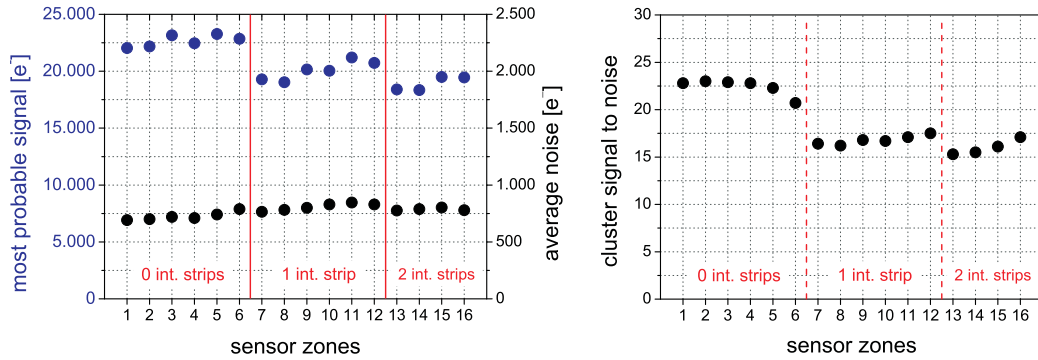 most probable signal [e⁻]
25.000
20.000
15.000
10.000
5.000
0
0 int. strips
1 int. strip
2 int. strips
1 2 3 4 5 6 7 8 9 10 11 12 13 14 15 16
sensor zones
2.500
2.000
1.500
1.000
500
0
average noise [e⁻]
cluster signal to noise
30
25
20
15
10
5
0
0 int. strips
1 int. strip
2 int. strips
1 2 3 4 5 6 7 8 9 10 11 12 13 14 15 16
sensor zones